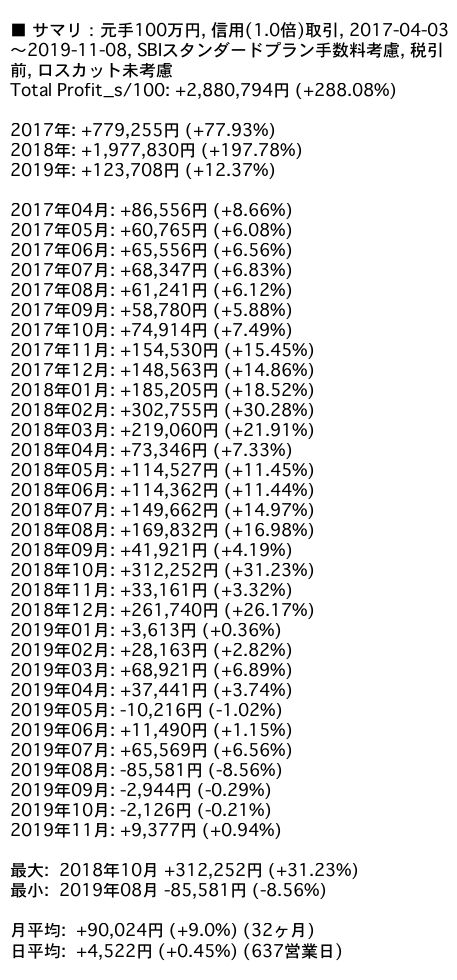 ■ サマリ：元手100万円, 信用(1.0倍)取引, 2017-04-03
〜2019-11-08, SBIスタンダードプラン手数料考慮, 税引
前, ロスカット未考慮
Total Profit_s/100: +2,880,794円 (+288.08%)
2017年: +779,255円 (+77.93%)
2018年: +1,977,830円 (+197.78%)
2019年: +123,708円 (+12.37%)
2017年04月: +86,556円 (+8.66%)
2017年05月: +60,765円 (+6.08%)
2017年06月: +65,556円 (+6.56%)
2017年07月: +68,347円 (+6.83%)
2017年08月: +61,241円 (+6.12%)
2017年09月: +58,780円 (+5.88%)
2017年10月: +74,914円 (+7.49%)
2017年11月: +154,530円 (+15.45%)
2017年12月: +148,563円 (+14.86%)
2018年01月: +185,205円 (+18.52%)
2018年02月: +302,755円 (+30.28%)
2018年03月: +219,060円 (+21.91%)
2018年04月: +73,346円 (+7.33%)
2018年05月: +114,527円 (+11.45%)
2018年06月: +114,362円 (+11.44%)
2018年07月: +149,662円 (+14.97%)
2018年08月: +169,832円 (+16.98%)
2018年09月: +41,921円 (+4.19%)
2018年10月: +312,252円 (+31.23%)
2018年11月: +33,161円 (+3.32%)
2018年12月: +261,740円 (+26.17%)
2019年01月: +3,613円 (+0.36%)
2019年02月: +28,163円 (+2.82%)
2019年03月: +68,921円 (+6.89%)
2019年04月: +37,441円 (+3.74%)
2019年05月: -10,216円 (-1.02%)
2019年06月: +11,490円 (+1.15%)
2019年07月: +65,569円 (+6.56%)
2019年08月: -85,581円 (-8.56%)
2019年09月: -2,944円 (-0.29%)
2019年10月: -2,126円 (-0.21%)
2019年11月: +9,377円 (+0.94%)
最大: 2018年10月 +312,252円 (+31.23%)
最小: 2019年08月 -85,581円 (-8.56%)
月平均: +90,024円 (+9.0%) (32ヶ月)
日平均: +4,522円 (+0.45%) (637営業日)